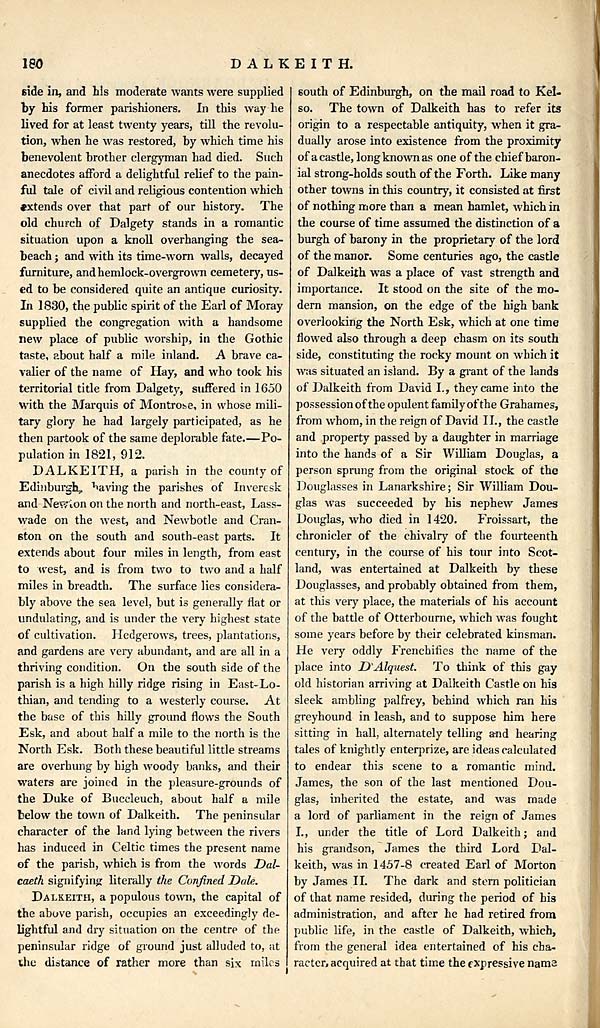 180
DALKEITH.
side in, and his moderate wants were supplied
by his former parishioners. In this way he
lived for at least twenty years, till the revolu-
tion, when he was restored, by which time his
benevolent brother clergyman had died. Such
anecdotes afford a delightful relief to the pain-
ful tale of civil and religious contention which
extends over that part of our history. The
old church of Dalgety stands in a romantic
situation upon a knoll overhanging the sea-
beach; and with its time-worn walls, decayed
furniture, and hemlock-overgrown cemetery, us-
ed to be considered quite an antique curiosity.
In 1830, the public spirit of the Earl of Moray
supplied the congregation with a handsome
new place of public worship, in the Gothic
taste, about half a mile inland. A brave ca-
valier of the name of Hay, and who took his
territorial title from Dalgety, suffered in 1650
with the Marquis of Montrose, in whose mili-
tary glory he had largely participated, as he
then partook of the same deplorable fate.—Po-
pulation in 1821, 912.
DALKEITH, a parish in the county of
Edinburgh, having the parishes of Inveresk
and Newton on the north and north-east, Lass-
wade on the west, and Newbotle and Cran-
ston on the south and south-east parts. It
extends about four miles in length, from east
to west, and is from two to two and a half
miles in breadth. The surface lies considera-
bly above the sea level, but is generally flat or
undulating, and is under the very highest state
of cultivation. Hedgerows, trees, plantations,
and gardens are very abundant, and are all in a
thriving condition. On the south side of the
parish is a high hilly ridge rising in East-Lo-
thian, and tending to a westerly course. At
the base of this hilly ground flows the South
Esk, and about half a mile to the north is the
North Esk. Both these beautiful little streams
are overhung by high woody banks, and their
waters are joined in the pleasure-grounds of
the Duke of Buccleuch, about half a mile
below the town of Dalkeith. The peninsular
character of the land lying between the rivers
has induced in Celtic times the present name
of the parish, which is from the words Dal-
caeth signifying literally the Confined Dale.
DALKEITH, a populous town, the capital of
the above parish, occupies an exceedingly de-
lightful and dry situation on the centre of the
peninsular ridge of ground just alluded to, at
the distance of rather more than six miles
south of Edinburgh, on the mail road to Kel-
so. The town of Dalkeith has to refer its
origin to a respectable antiquity, when it gra-
dually arose into existence from the proximity
of a castle, long known as one of the chief baron-
ial strong-holds south of the Forth. Like many
other towns in this country, it consisted at first
of nothing more than a mean hamlet, which in
the course of time assumed the distinction of a
burgh of barony in the proprietary of the lord
of the manor. Some centuries ago, the castle
of Dalkeith was a place of vast strength and
importance. It stood on the site of the mo-
dern mansion, on the edge of the high bank
overlooking the North Esk, which at one time
flowed also through a deep chasm on its south
side, constituting the rocky mount on which it
was situated an island. By a grant of the lands
of Dalkeith from David I., they came into the
possession of the opulent family of the Grahames,
from whom, in the reign of David II., the castle
and property passed by a daughter in marriage
into the hands of a Sir William Douglas, a
person sprung from the original stock of the
Douglasses in Lanarkshire; Sir William Dou-
glas was succeeded by his nephew James
Douglas, who died in 1420. Froissart, the
chronicler of the chivalry of the fourteenth
century, in the course of his tour into Scot-
land, was entertained at Dalkeith by these
Douglasses, and probably obtained from them,
at this very place, the materials of his account
of the battle of Otterbourne, which was fought
some years before by their celebrated kinsman.
He very oddly Frenchifies the name of the
place into D'Alquest. To think of this gay
old historian arriving at Dalkeith Castle on his
sleek ambling palfrey, behind which ran his
greyhound in leash, and to suppose him here
sitting in hall, alternately telling and hearing
tales of knightly enterprize, are ideas calculated
to endear this scene to a romantic mind.
James, the son of the last mentioned Dou-
glas, inherited the estate, and was made
a lord of parliament in the reign of James
I., under the title of Lord Dalkeith; and
his grandson, James the third Lord Dal-
keith, was in 1457-8 created Earl of Morton
by James II. The dark and stern politician
of that name resided, during the period of his
administration, and after he had retired from
public life, in the castle of Dalkeith, which,
from the general idea entertained of his cha-
racter, acquired at that time the expressive name